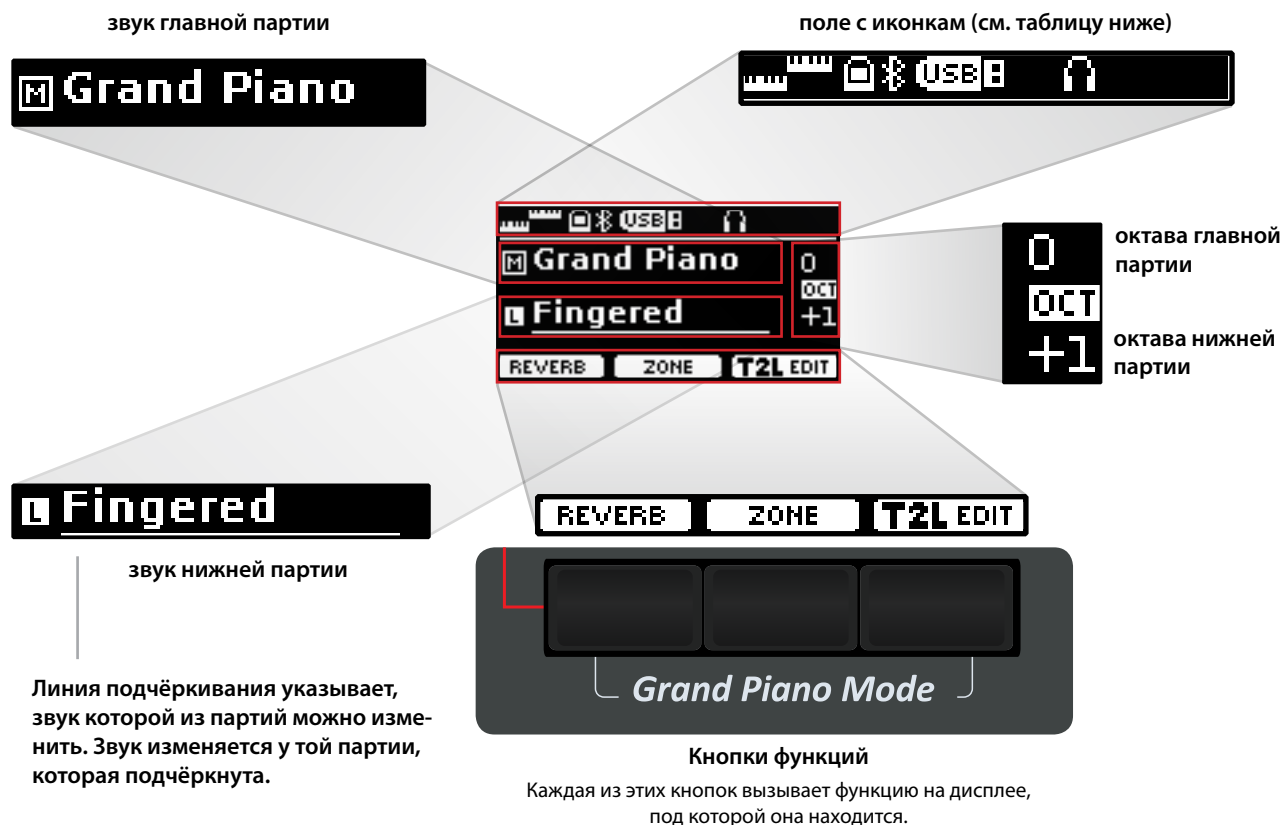 звук главной партии
поле с иконкам (см. таблицу ниже)
M Grand Piano
USB
USB
M Grand Piano
0
OCT
L Fingered
+1
REVERB ZONE T2L EDIT
0
OCT
+1
октава главной
партии
октава нижней
партии
L Fingered
звук нижней партии
REVERB ZONE T2L EDIT
Grand Piano Mode
Линия подчёркивания указывает,
звук которой из партий можно изме-
нить. Звук изменяется у той партии,
которая подчёркнута.
Кнопки функций
Каждая из этих кнопок вызывает функцию на дисплее,
под которой она находится.